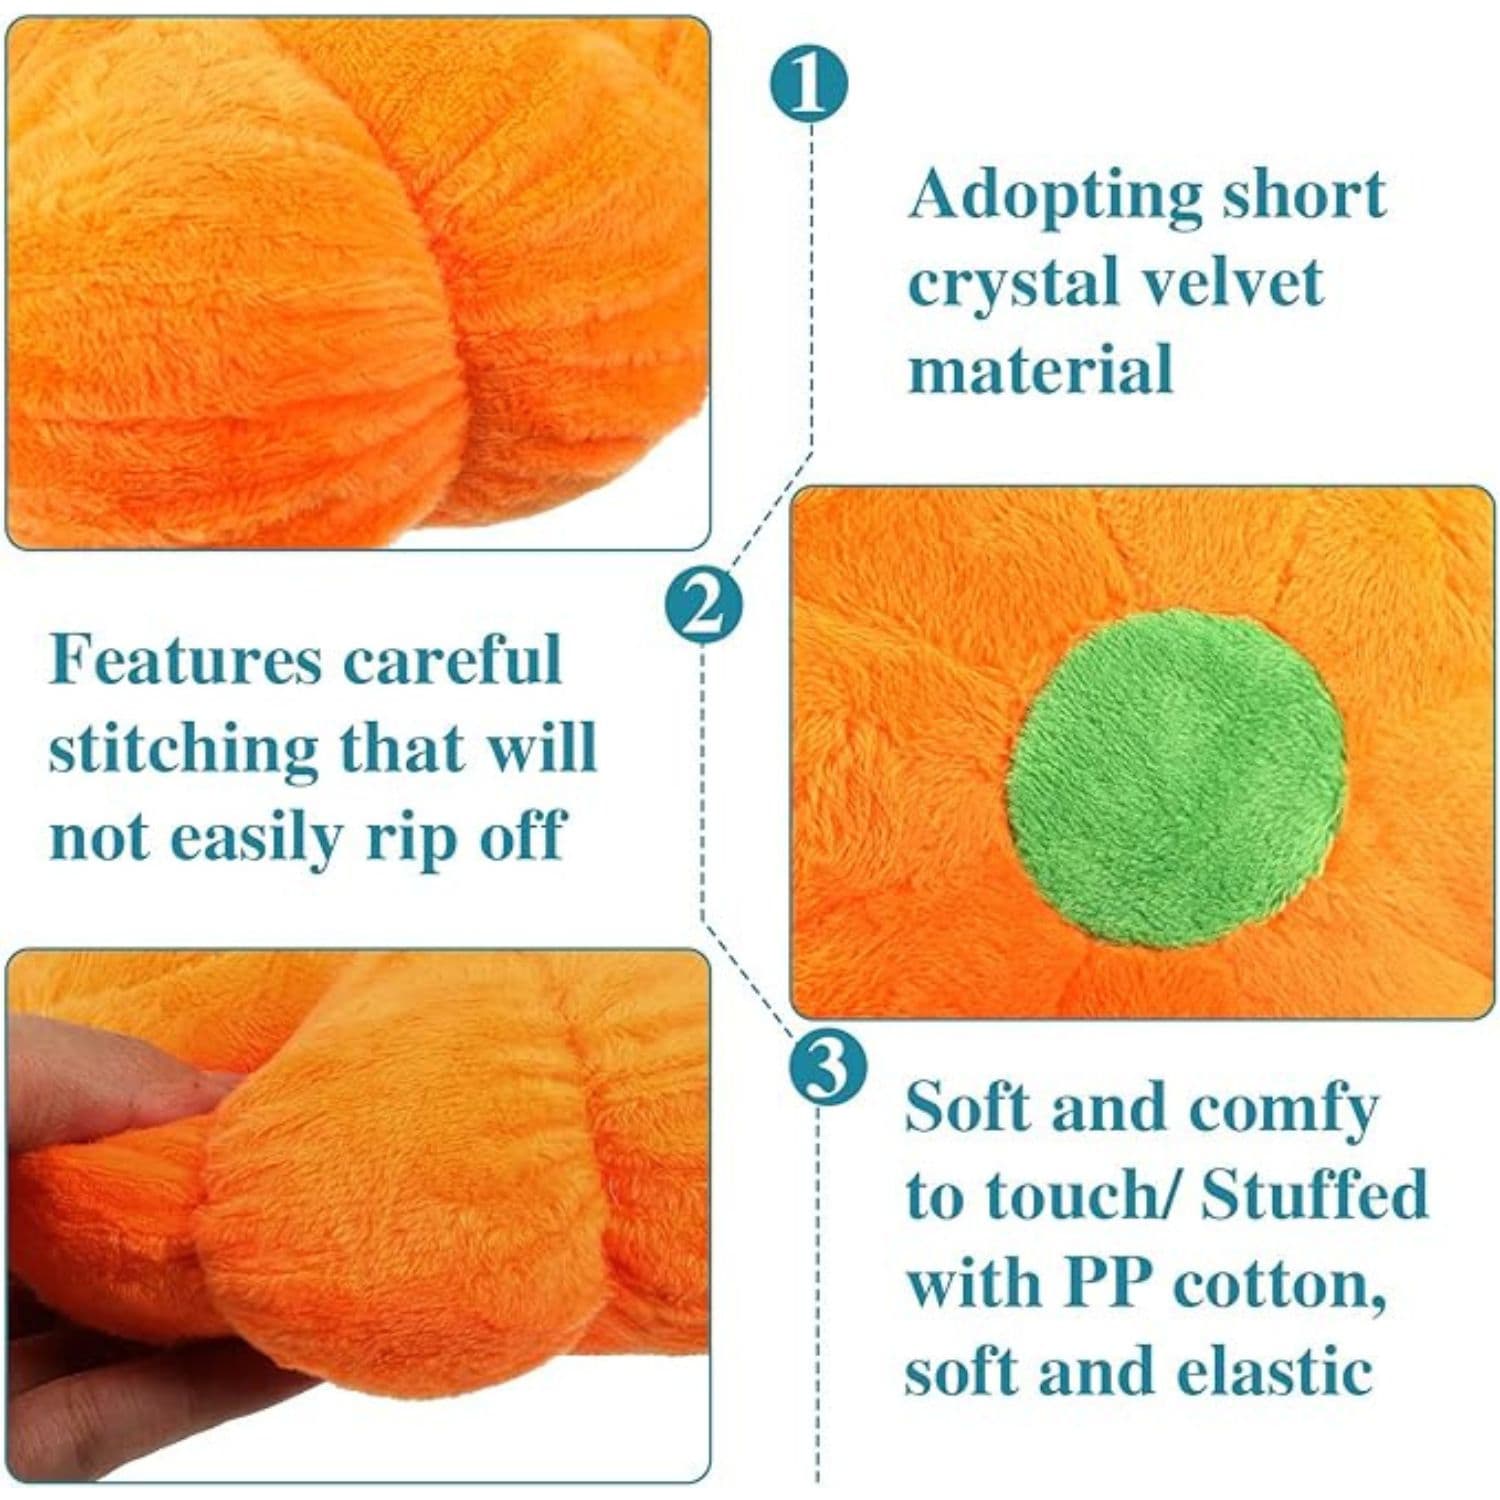 1
Adopting short
crystal velvet
material
2
Features careful
stitching that will
not easily rip off
3
Soft and comfy
to touch/ Stuffed
with PP cotton,
soft and elastic